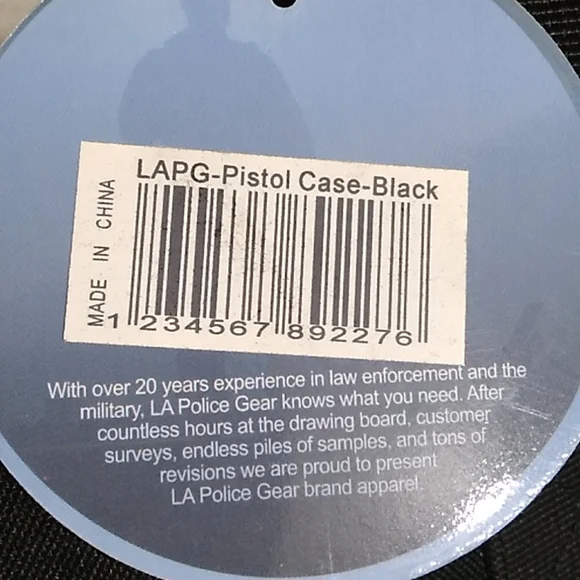 LAPG-Pistol Case-Black
MADE IN CHINA
1 234567 892276
With over 20 years experience in law enforcement and the
military, LA Police Gear knows what you need. After
countless hours at the drawing board, customer
surveys, endless piles of samples, and tons of
revisions we are proud to present
LA Police Gear brand apparel.